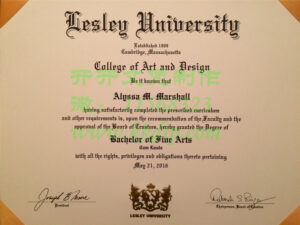 Lesley University
Established 1909
Cambridge, Massachusetts
College of Art and Design
Be it known that
Alyssa M. Marshall
having satisfactorily completed the prescribed curriculum
and other requirements is, upon the recommendation of the Faculty and the
approval of the Board of Trustees, hereby granted the Degree of
Bachelor of Fine Arts
Cum Laude
with all the rights, privileges and obligations thereto pertaining
May 21, 2016
President
LESLEY UNIVERSITY